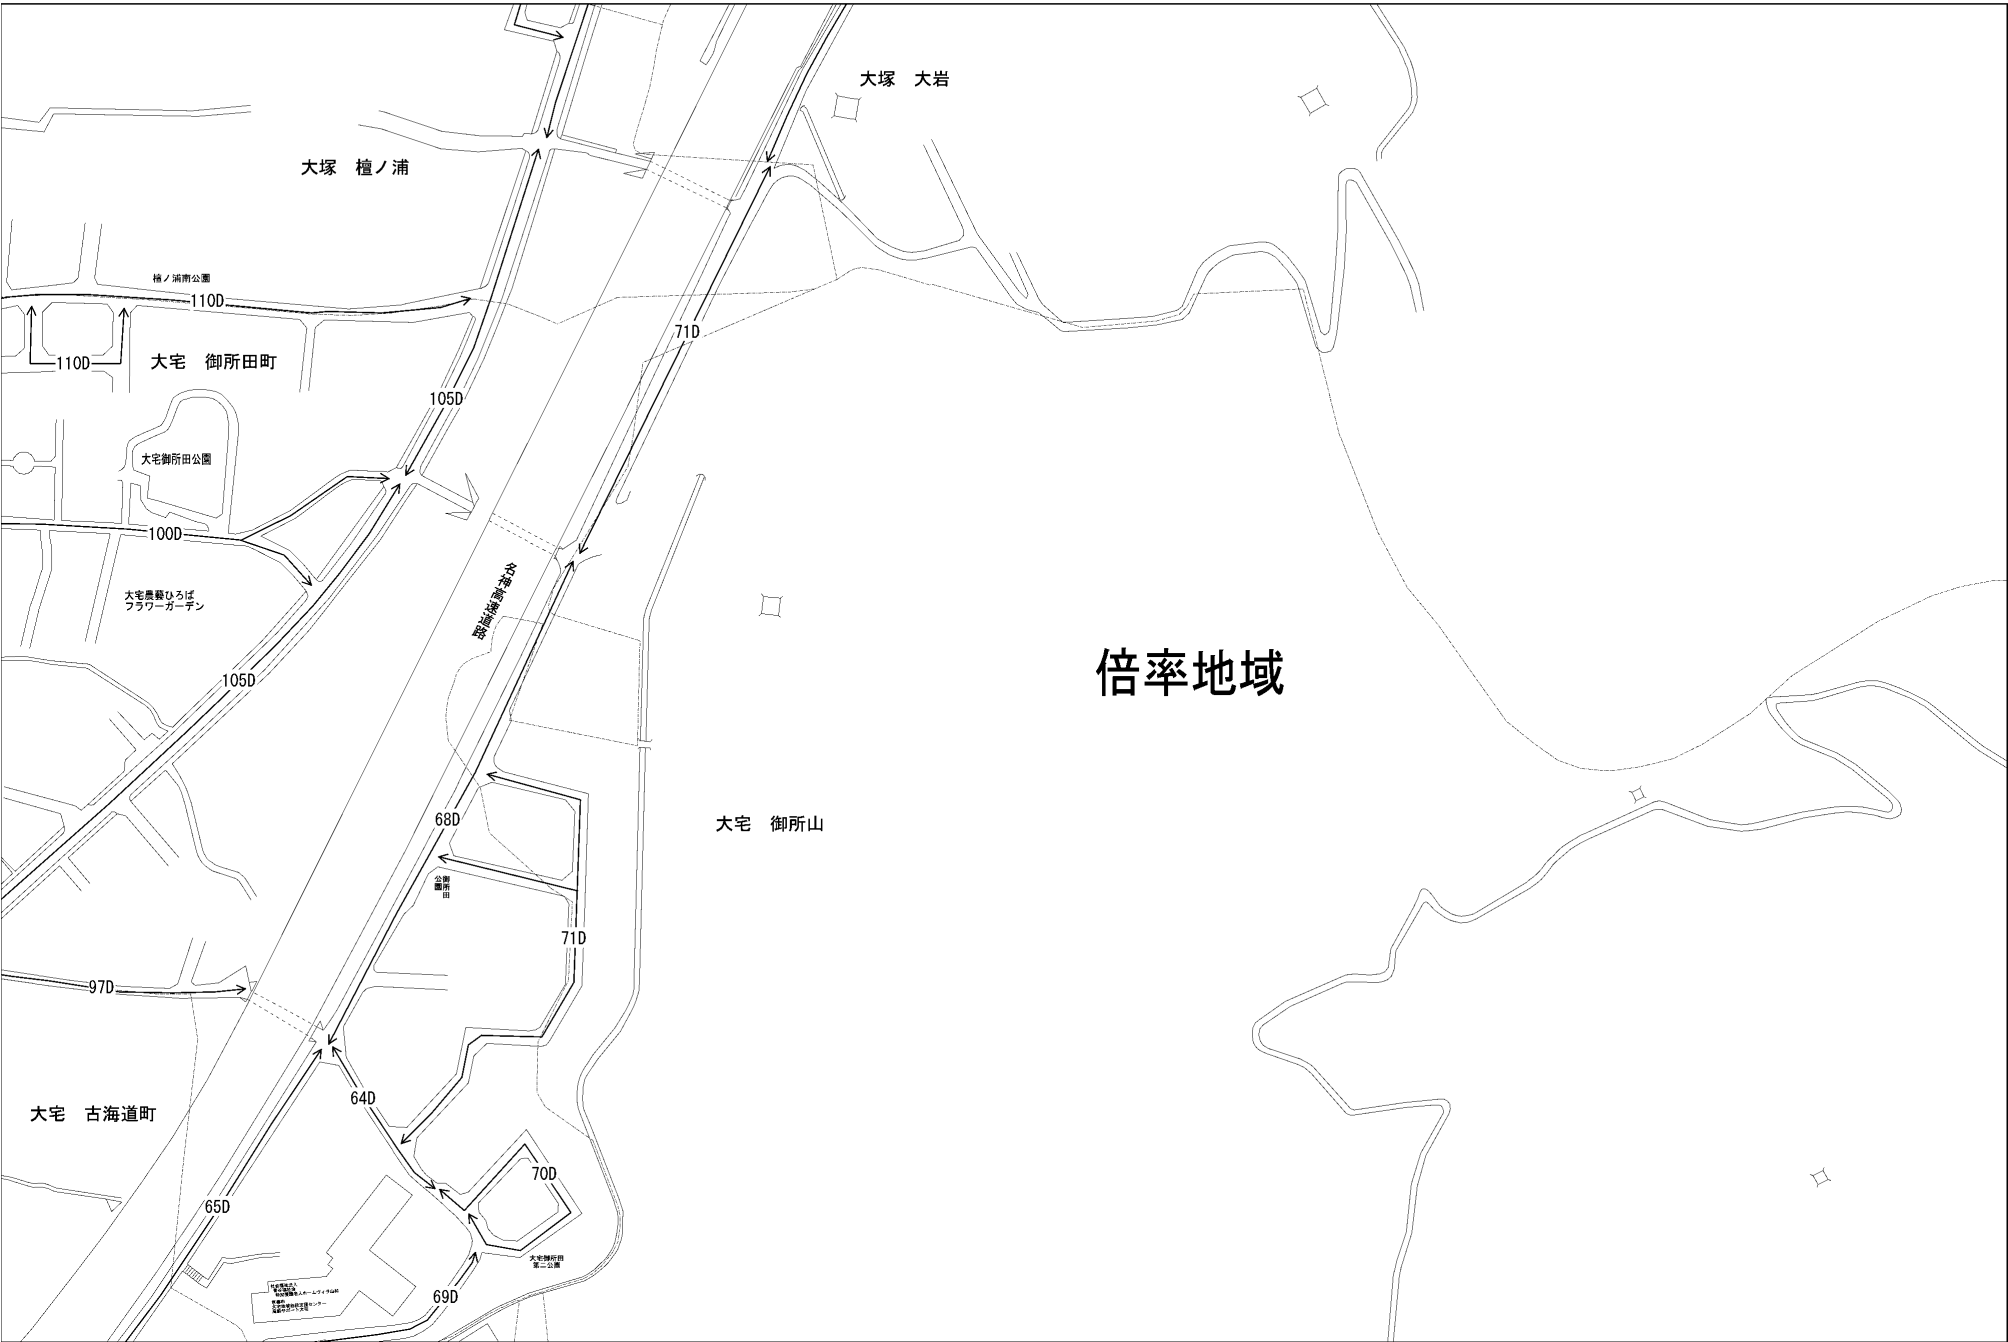 大塚　大岩
大塚　檀ノ浦
檀ノ浦南公園
110D
71D
110D
大宅　御所田町
105D
大宅御所田公園
100D
名神高速道路
大宅農藝ひろば
フラワーガーデン
倍率地域
105D
68D
大宅　御所山
御所田
公園
71D
97D
64D
大宅　古海道町
70D
65D
大宅御所田
第二公園
69D